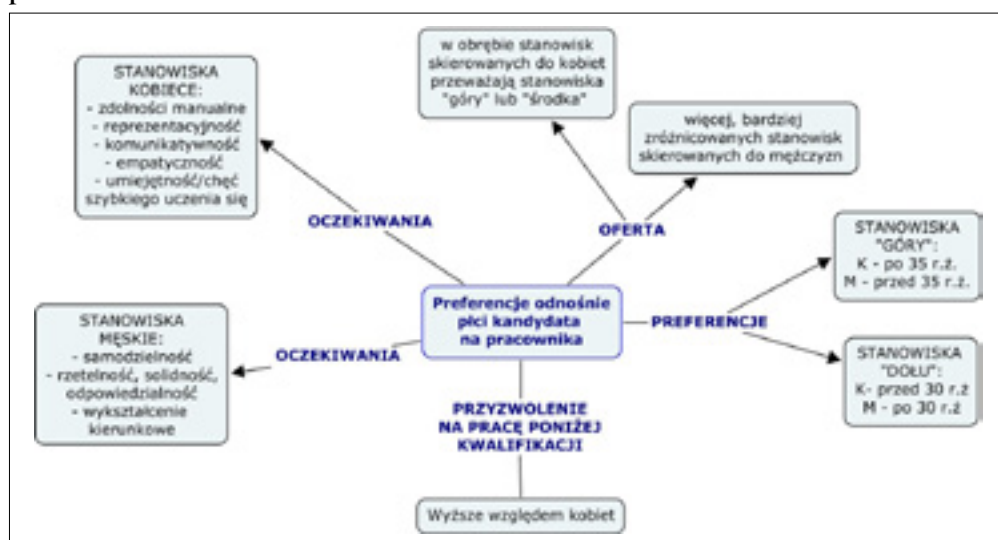 STANOWISKA
KOBIECE:
- zdolności manualne
- reprezentacyjność
- komunikatywność
- empatyczność
- umiejętność/chęć
szybkiego uczenia się
w obrębie stanowisk
skierowanych do kobiet
przeważają stanowiska
"góry" lub "środka"
więcej, bardziej
zróżnicowanych stanowisk
skierowanych do mężczyzn
OCZEKIWANIA
OFERTA
STANOWISKA
"GÓRY":
K - po 35 r.ż.
M - przed 35 r.ż.
Preferencje odnośnie
płci kandydata
na pracownika
PREFERENCJE
STANOWISKA
MĘSKIE:
- samodzielność
- rzetelność, solidność,
odpowiedzialność
- wykształcenie
kierunkowe
OCZEKIWANIA
STANOWISKA
"DOŁU":
K- przed 30 r.ż
M - po 30 r.ż
PRZYZWOLENIE
NA PRACĘ PONIŻEJ
KWALIFIKACJI
Wyższe względem kobiet